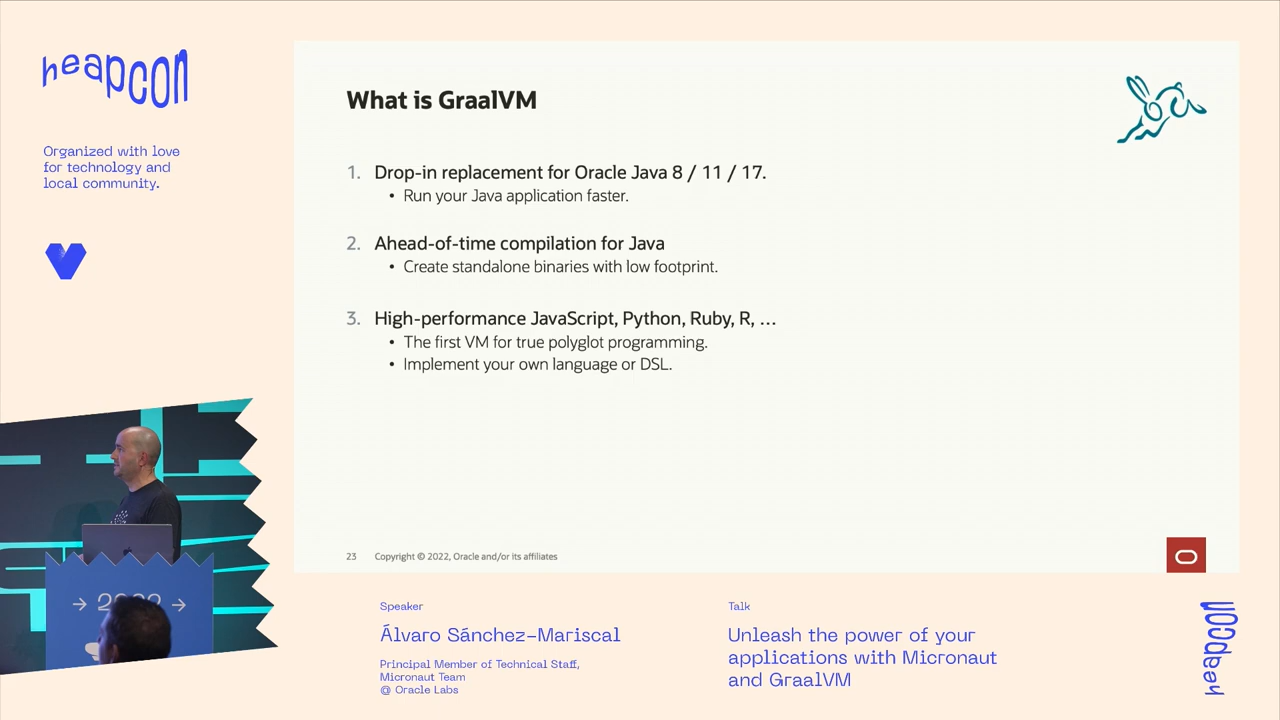 heapcon
Organized with love
for technology and
local community.
What is GraalVM
1. Drop-in replacement for Oracle Java 8 / 11 / 17.
• Run your Java application faster.
2. Ahead-of-time compilation for Java
• Create standalone binaries with low footprint.
3. High-performance JavaScript, Python, Ruby, R, ...
• The first VM for true polyglot programming.
• Implement your own language or DSL.
23 Copyright © 2022, Oracle and/or its affiliates
→ 2022 →
Speaker
Álvaro Sánchez-Mariscal
Principal Member of Technical Staff,
Micronaut Team
@ Oracle Labs
Talk
Unleash the power of your
applications with Micronaut
and GraalVM
heapcon